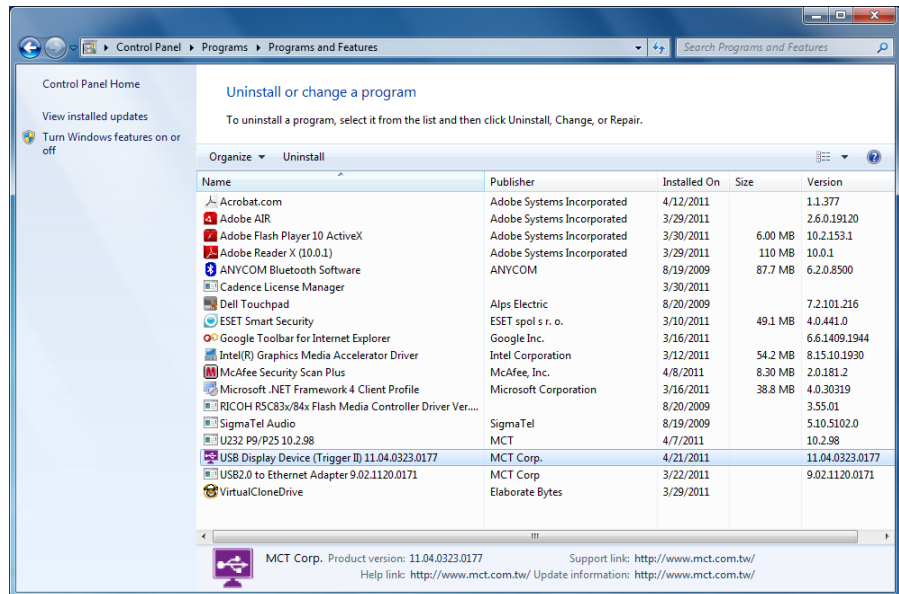 Control Panel Programs Programs and Features Search Programs and Features
Control Panel Home
View installed updates
Turn Windows features on or
off
Uninstall or change a program
To uninstall a program, select it from the list and then click Uninstall, Change, or Repair.
Organize Uninstall
Name Publisher Installed On Size Version
Acrobat.com Adobe Systems Incorporated 4/12/2011 1.1.377
Adobe AIR Adobe Systems Incorporated 3/29/2011 2.6.0.19120
Adobe Flash Player 10 ActiveX Adobe Systems Incorporated 3/30/2011 6.00 MB 10.2.153.1
Adobe Reader X (10.0.1) Adobe Systems Incorporated 3/29/2011 110 MB 10.0.1
ANYCOM Bluetooth Software ANYCOM 8/19/2009 87.7 MB 6.2.0.8500
Cadence License Manager 3/30/2011
Dell Touchpad Alps Electric 8/20/2009 7.2.101.216
ESET Smart Security ESET spol s r. o. 3/10/2011 49.1 MB 4.0.441.0
Google Toolbar for Internet Explorer Google Inc. 3/16/2011 6.6.1409.1944
Intel(R) Graphics Media Accelerator Driver Intel Corporation 3/12/2011 54.2 MB 8.15.10.1930
McAfee Security Scan Plus McAfee, Inc. 4/8/2011 8.30 MB 2.0.181.2
Microsoft .NET Framework 4 Client Profile Microsoft Corporation 3/16/2011 38.8 MB 4.0.30319
RICOH R5C83x/84x Flash Media Controller Driver Ver.... 8/20/2009 3.55.01
SigmaTel Audio SigmaTel 8/19/2009 5.10.5102.0
U232 P9/P25 10.2.98 MCT 4/7/2011 10.2.98
USB Display Device (Trigger II) 11.04.0323.0177 MCT Corp. 4/21/2011 11.04.0323.0177
USB2.0 to Ethernet Adapter 9.02.1120.0171 MCT Corp 3/22/2011 9.02.1120.0171
VirtualCloneDrive Elaborate Bytes 3/29/2011
MCT Corp. Product version: 11.04.0323.0177 Support link: http://www.mct.com.tw/
Help link: http://www.mct.com.tw/ Update information: http://www.mct.com.tw/